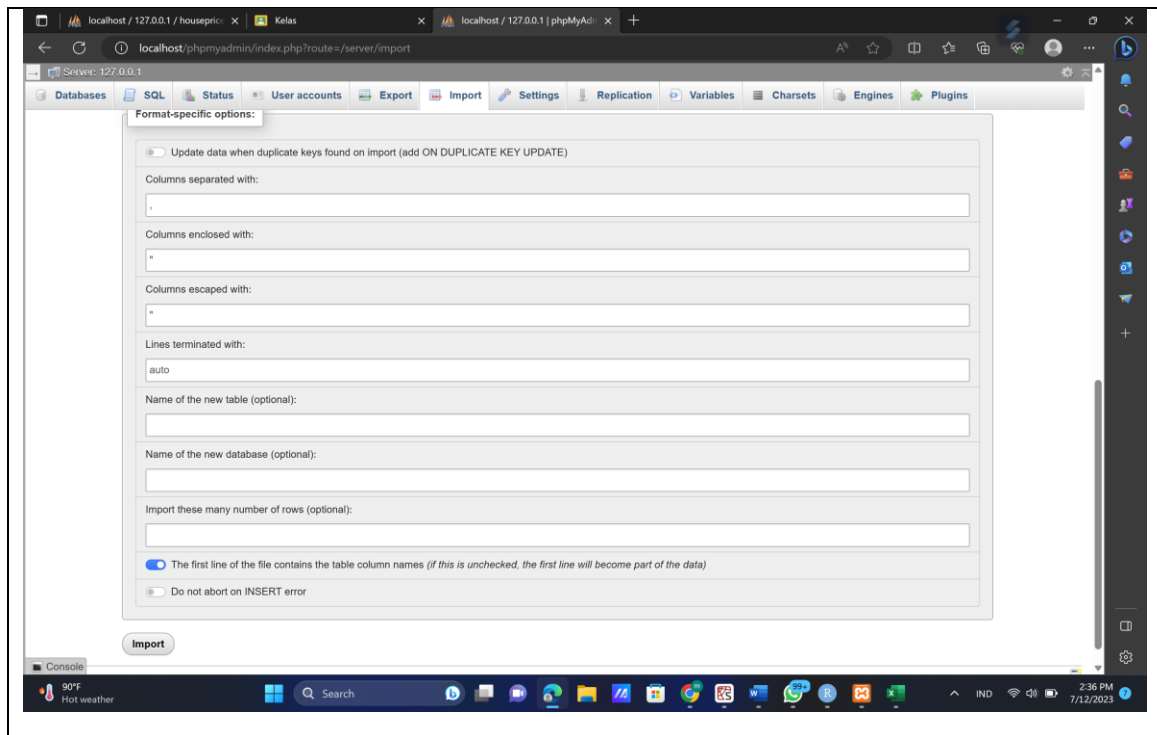 localhost / 127.0.0.1 / houseprice
Kelas
localhost / 127.0.0.1 | phpMyAdm
localhost/phpmyadmin/index.php?route=/server/import
Server: 127.0.0.1
Databases SQL Status User accounts Export Import Settings Replication Variables Charsets Engines Plugins
Format-specific options:
Update data when duplicate keys found on import (add ON DUPLICATE KEY UPDATE)
Columns separated with:
,
Columns enclosed with:
"
Columns escaped with:
"
Lines terminated with:
auto
Name of the new table (optional):
Name of the new database (optional):
Import these many number of rows (optional):
The first line of the file contains the table column names (if this is unchecked, the first line will become part of the data)
Do not abort on INSERT error
Import
Console
90°F
Hot weather
Search
99+
IND
2:36 PM
7/12/2023